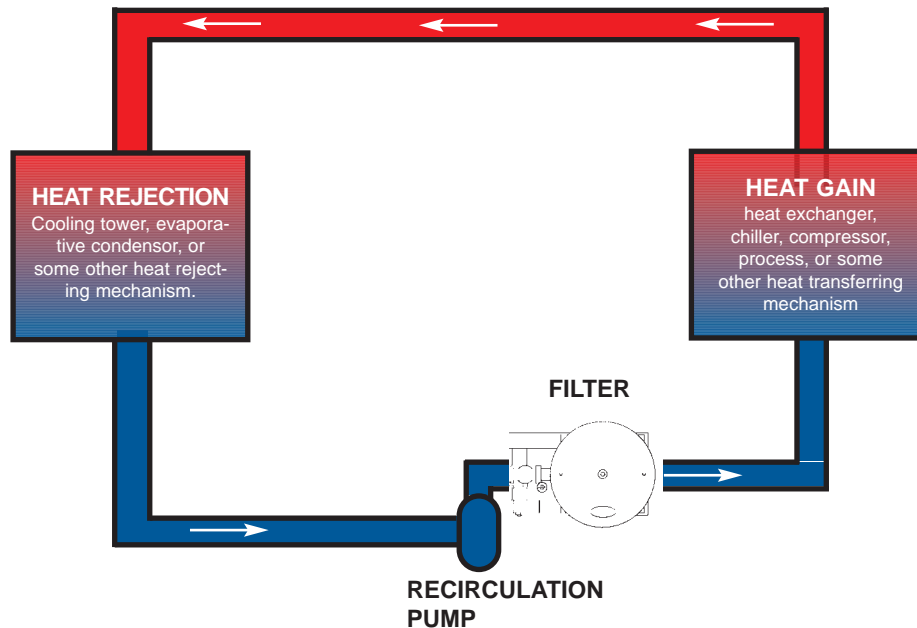 HEAT REJECTION
Cooling tower, evapora-
tive condensor, or
some other heat reject-
ing mechanism.
HEAT GAIN
heat exchanger,
chiller, compressor,
process, or some
other heat transferring
mechanism
FILTER
RECIRCULATION
PUMP